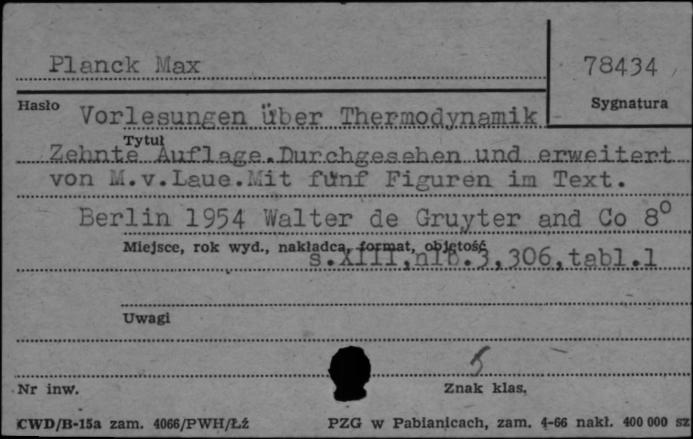 Planck Max
78434
Hasło
Sygnatura
Vorlesungen über Thermodynamik
Tytuł
Zehnte Auflage.Durchgesehen und erweitert
von M.v.Laue.Mit fünf Figuren im Text.
Berlin 1954 Walter de Gruyter and Co 8°
Miejsce, rok wyd., nakładca, format, objętość
s.XIII,nlb.3,306,tabl.1
Uwagi
5
Nr inw.
Znak klas.
CWD/B-15a zam. 4066/PWH/Łź
PZG w Pabianicach, zam. 4-66 nakł. 400 000 sz